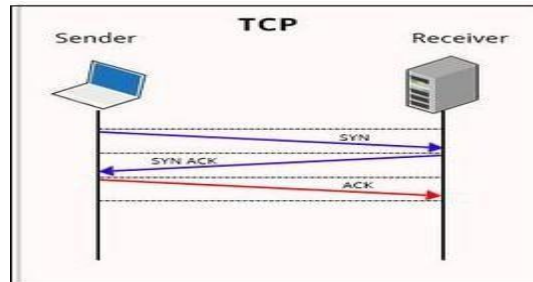 TCP
Sender
Receiver
SYN
SYN ACK
ACK